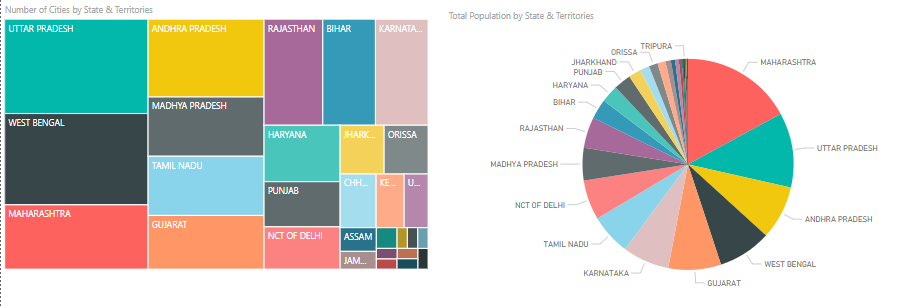 Number of Cities by State & Territories
UTTAR PRADESH
ANDHRA PRADESH
RAJASTHAN
BIHAR
KARNATA...
MADHYA PRADESH
WEST BENGAL
HARYANA
JHARK...
ORISSA
TAMIL NADU
CHH...
KE...
U...
PUNJAB
MAHARASHTRA
GUJARAT
NCT OF DELHI
ASSAM
JAM...
Total Population by State & Territories
TRIPURA
ORISSA
JHARKHAND
PUNJAB
HARYANA
BIHAR
RAJASTHAN
MADHYA PRADESH
NCT OF DELHI
TAMIL NADU
KARNATAKA
GUJARAT
WEST BENGAL
ANDHRA PRADESH
UTTAR PRADESH
MAHARASHTRA